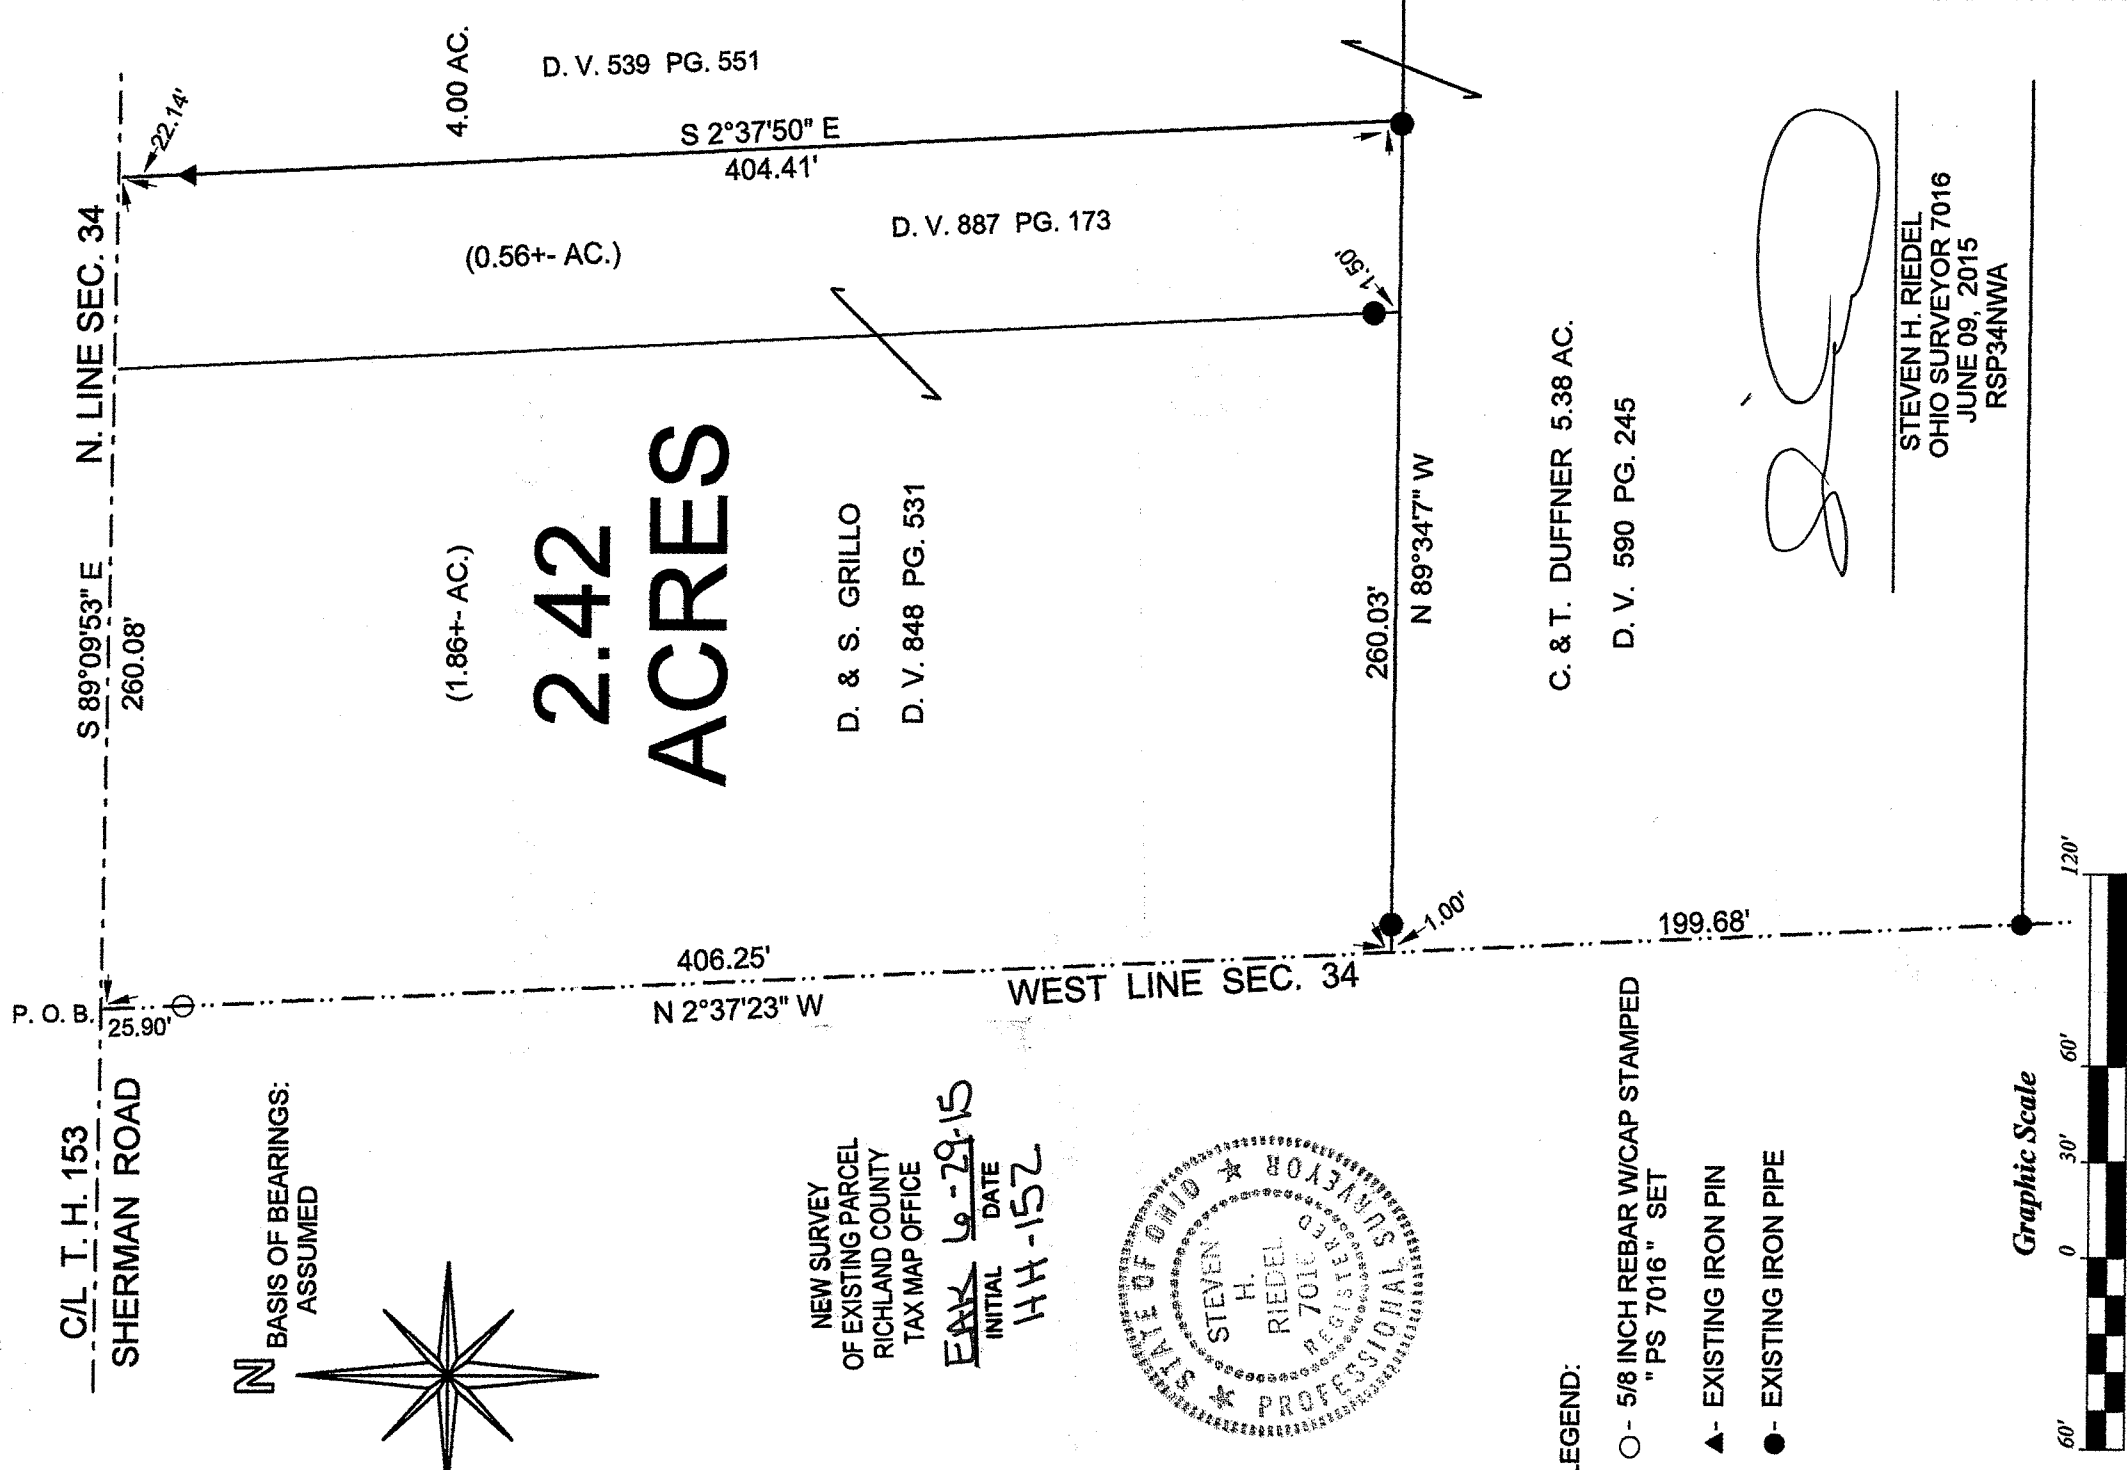 C/L T. H. 153
SHERMAN ROAD
P. O. B.
25.90'
S 89°09'53" E
260.08'
N. LINE SEC. 34
22.14'
4.00 AC.
D. V. 539 PG. 551
S 2°37'50" E
404.41'
(0.56+- AC.)
D. V. 887 PG. 173
1.50'
(1.86+- AC.)
2.42
ACRES
D. & S. GRILLO
D. V. 848 PG. 531
260.03'
N 89°34'7" W
406.25'
N 2°37'23" W
WEST LINE SEC. 34
1.00'
199.68'
C. & T. DUFFNER 5.38 AC.
D. V. 590 PG. 245
N
BASIS OF BEARINGS:
ASSUMED
NEW SURVEY
OF EXISTING PARCEL
RICHLAND COUNTY
TAX MAP OFFICE
EAK 6-29-15
INITIAL DATE
HH-152
STATE OF OHIO
STEVEN
H.
RIEDEL
7016
REGISTERED
PROFESSIONAL SURVEYOR
STEVEN H. RIEDEL
OHIO SURVEYOR 7016
JUNE 09, 2015
RSP34NWA
LEGEND:
- 5/8 INCH REBAR W/CAP STAMPED
" PS 7016 " SET
- EXISTING IRON PIN
- EXISTING IRON PIPE
Graphic Scale
60' 0 30' 60' 120'